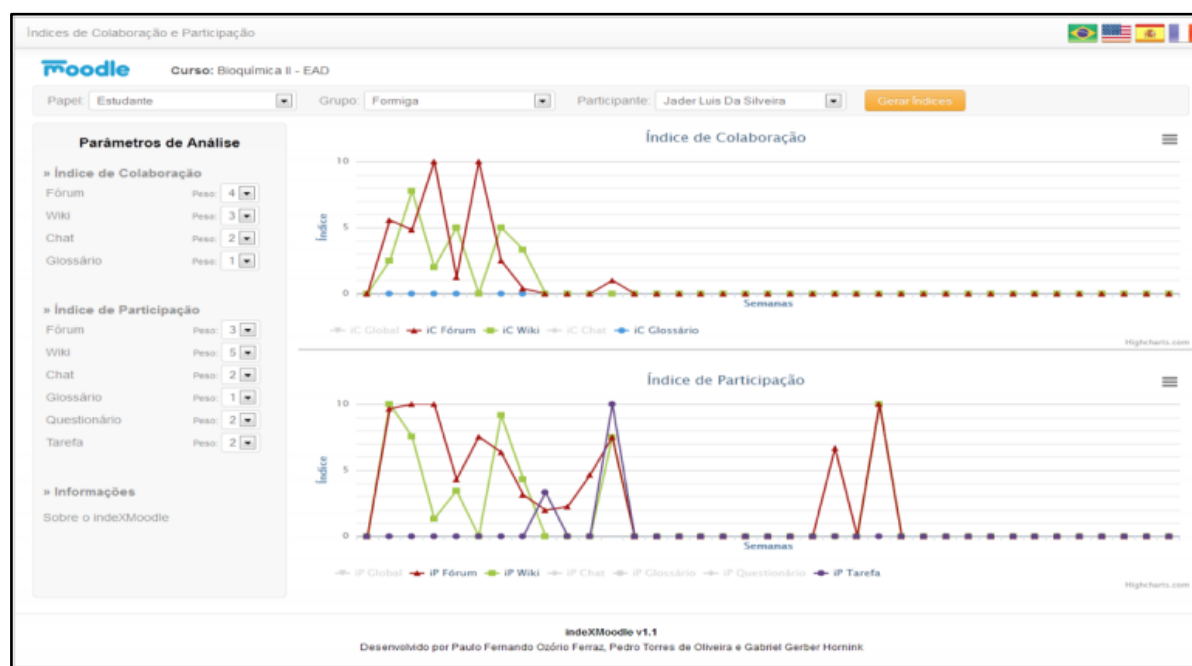 Índices de Colaboração e Participação
moodle Curso: Bioquímica II - EAD
Papel: Estudante Grupo: Formiga Participante: Jader Luis Da Silveira Gerar Índices
Parâmetros de Análise
» Índice de Colaboração
Fórum Peso: 4
Wiki Peso: 3
Chat Peso: 2
Glossário Peso: 1
» Índice de Participação
Fórum Peso: 3
Wiki Peso: 5
Chat Peso: 2
Glossário Peso: 1
Questionário Peso: 2
Tarefa Peso: 2
» Informações
Sobre o indeXMoodle
Índice de Colaboração
10
5
0
Índice
Semanas
iC Global iC Fórum iC Wiki iC Chat iC Glossário
Highcharts.com
Índice de Participação
10
5
0
Índice
Semanas
iP Global iP Fórum iP Wiki iP Chat iP Glossário iP Questionário iP Tarefa
Highcharts.com
indeXMoodle v1.1
Desenvolvido por Paulo Fernando Ozório Ferraz, Pedro Torres de Oliveira e Gabriel Gerber Hornink